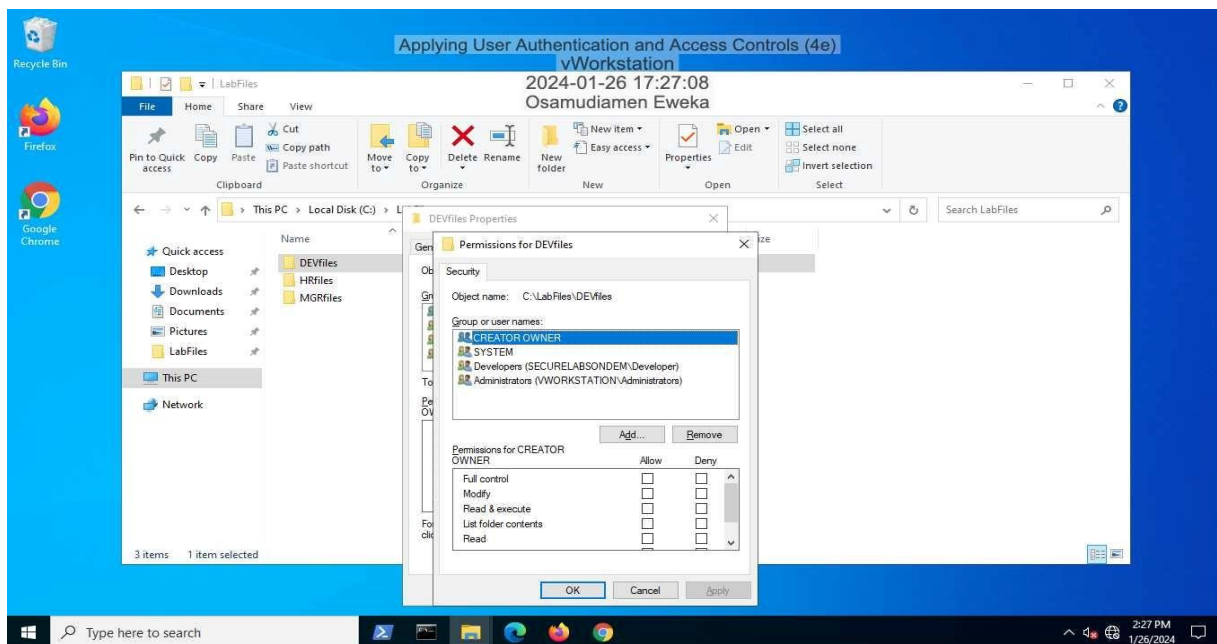 Recycle Bin
Firefox
Google
Chrome
Applying User Authentication and Access Controls (4e)
vWorkstation
2024-01-26 17:27:08
Osamudiamen Eweka
LabFiles
File Home Share View
Pin to Quick
access
Copy
Paste
Cut
Copy path
Paste shortcut
Clipboard
Move
to
Copy
to
Delete
Rename
Organize
New
folder
New item
Easy access
New
Properties
Open
Edit
Open
Select all
Select none
Invert selection
Select
This PC > Local Disk (C:) >
Search LabFiles
Quick access
Desktop
Downloads
Documents
Pictures
LabFiles
This PC
Network
Name
DEVfiles
HRfiles
MGRfiles
3 items 1 item selected
DEVfiles Properties
Permissions for DEVfiles
Security
Object name: C:\LabFiles\DEVfiles
Group or user names:
CREATOR OWNER
SYSTEM
Developers (SECURELABSONDEM\Developer)
Administrators (VWORKSTATION\Administrators)
Add... Remove
Permissions for CREATOR
OWNER Allow Deny
Full control
Modify
Read & execute
List folder contents
Read
OK Cancel Apply
Type here to search
2:27 PM
1/26/2024